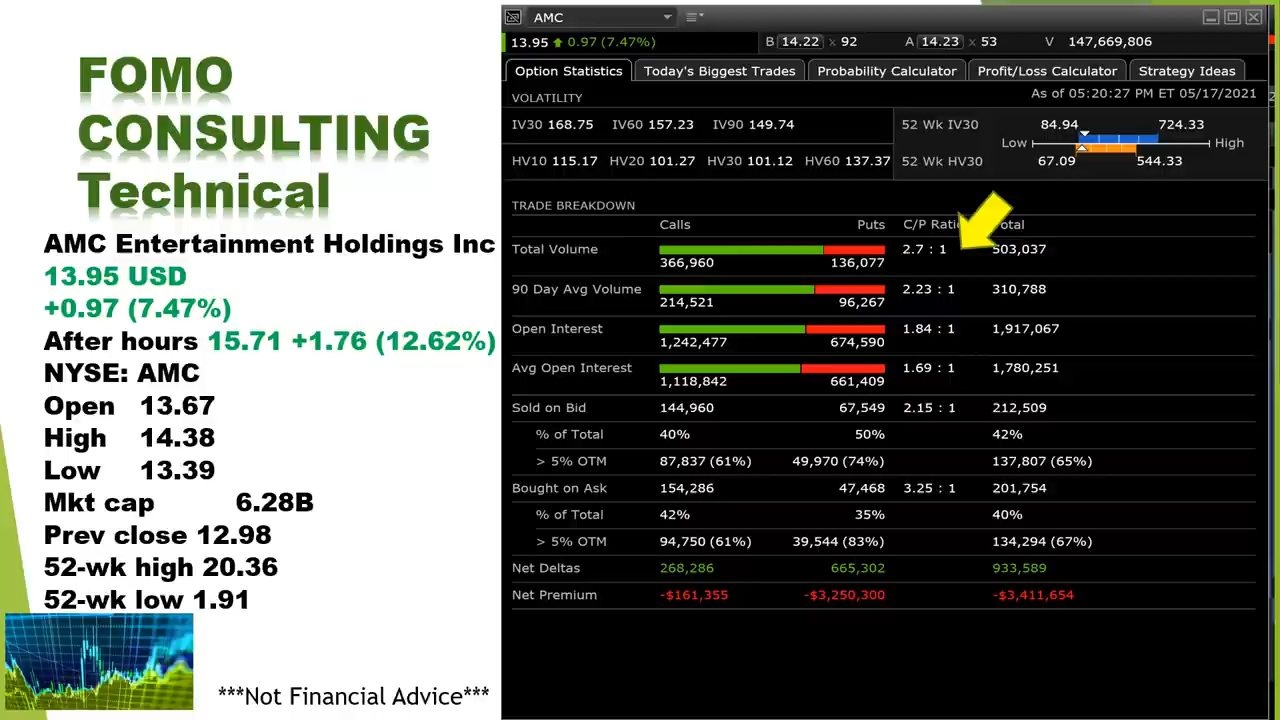 FOMO
CONSULTING
Technical
AMC Entertainment Holdings Inc
13.95 USD
+0.97 (7.47%)
After hours 15.71 +1.76 (12.62%)
NYSE: AMC
Open 13.67
High 14.38
Low 13.39
Mkt cap 6.28B
Prev close 12.98
52-wk high 20.36
52-wk low 1.91
***Not Financial Advice***
AMC
13.95 0.97 (7.47%) B 14.22 x 92 A 14.23 x 53 V 147,669,806
Option Statistics Today's Biggest Trades Probability Calculator Profit/Loss Calculator Strategy Ideas
As of 05:20:27 PM ET 05/17/2021
VOLATILITY
IV30 168.75 IV60 157.23 IV90 149.74 52 Wk IV30 84.94 724.33
Low High
HV10 115.17 HV20 101.27 HV30 101.12 HV60 137.37 52 Wk HV30 67.09 544.33
TRADE BREAKDOWN
Calls Puts C/P Ratio Total
Total Volume 2.7 : 1 503,037
366,960 136,077
90 Day Avg Volume 2.23 : 1 310,788
214,521 96,267
Open Interest 1.84 : 1 1,917,067
1,242,477 674,590
Avg Open Interest 1.69 : 1 1,780,251
1,118,842 661,409
Sold on Bid 144,960 67,549 2.15 : 1 212,509
% of Total 40% 50% 42%
> 5% OTM 87,837 (61%) 49,970 (74%) 137,807 (65%)
Bought on Ask 154,286 47,468 3.25 : 1 201,754
% of Total 42% 35% 40%
> 5% OTM 94,750 (61%) 39,544 (83%) 134,294 (67%)
Net Deltas 268,286 665,302 933,589
Net Premium -$161,355 -$3,250,300 -$3,411,654